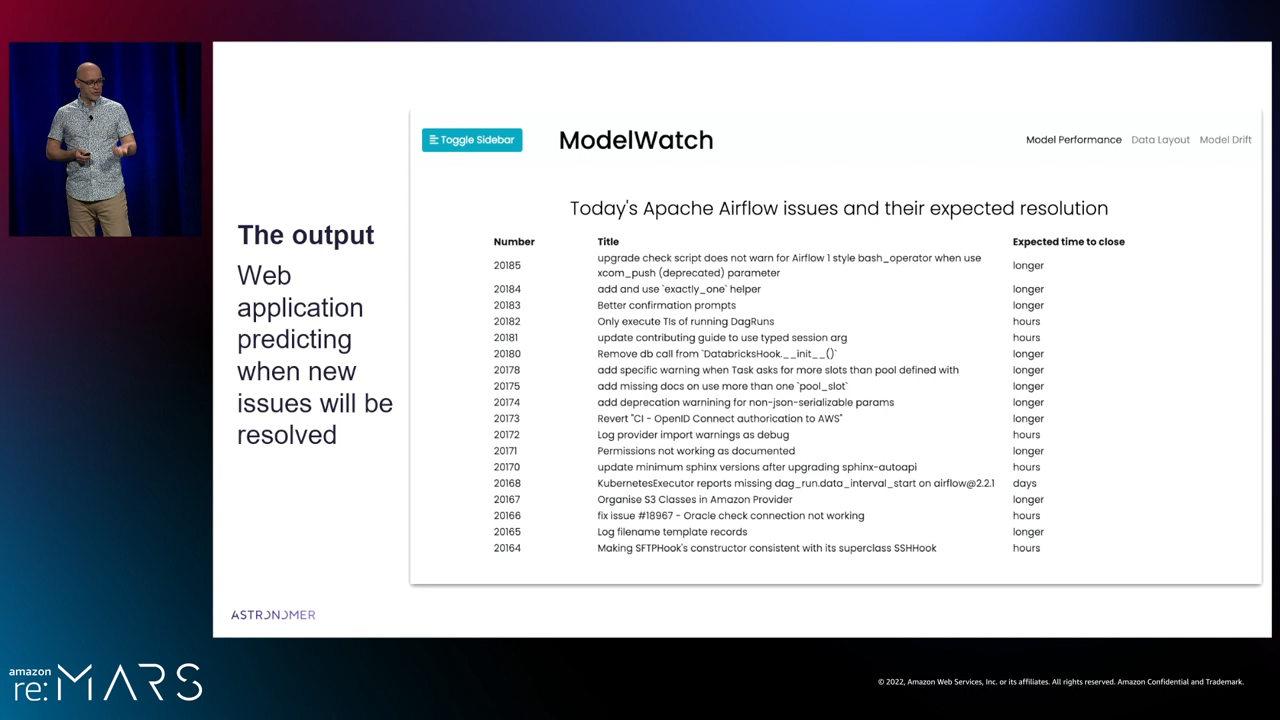 The output
Web
application
predicting
when new
issues will be
resolved
Toggle Sidebar
ModelWatch
Model Performance Data Layout Model Drift
Today's Apache Airflow issues and their expected resolution
Number Title Expected time to close
20185 upgrade check script does not warn for Airflow 1 style bash_operator when use longer
xcom_push (deprecated) parameter
20184 add and use `exactly_one` helper longer
20183 Better confirmation prompts longer
20182 Only execute TIs of running DagRuns hours
20181 update contributing guide to use typed session arg hours
20180 Remove db call from `DatabricksHook.__init__()` longer
20178 add specific warning when Task asks for more slots than pool defined with longer
20175 add missing docs on use more than one `pool_slot` longer
20174 add deprecation warnining for non-json-serializable params longer
20173 Revert "CI - OpenID Connect authorication to AWS" longer
20172 Log provider import warnings as debug hours
20171 Permissions not working as documented longer
20170 update minimum sphinx versions after upgrading sphinx-autoapi hours
20168 KubernetesExecutor reports missing dag_run.data_interval_start on airflow@2.2.1 days
20167 Organise S3 Classes in Amazon Provider longer
20166 fix issue #18967 - Oracle check connection not working hours
20165 Log filename template records longer
20164 Making SFTPHook's constructor consistent with its superclass SSHHook hours
ASTRONOMER
amazon
re:MARS
© 2022, Amazon Web Services, Inc. or its affiliates. All rights reserved. Amazon Confidential and Trademark.